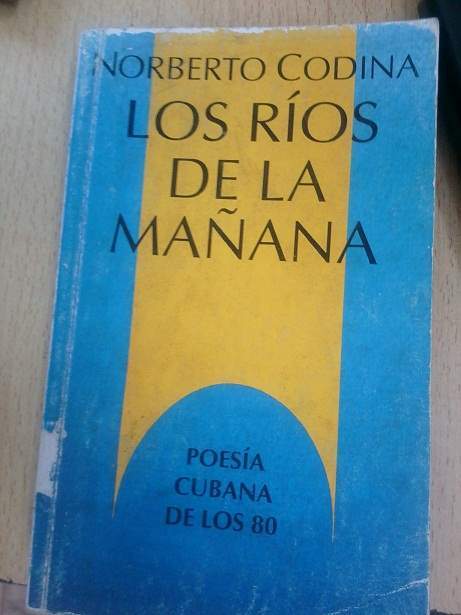 NORBERTO CODINA
LOS RÍOS
DE LA
MAÑANA
POESÍA
CUBANA
DE LOS 80